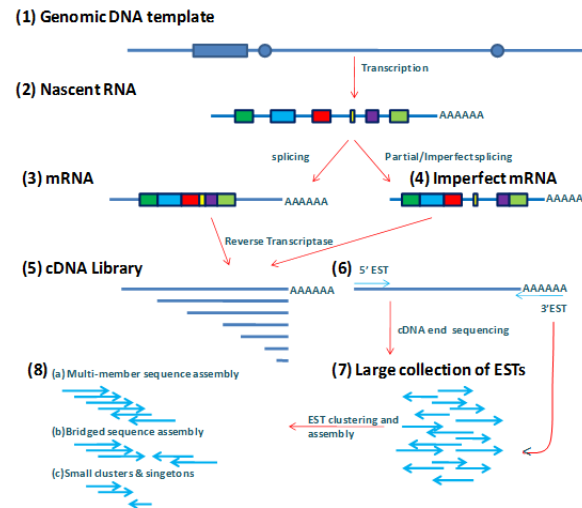 (1) Genomic DNA template
Transcription
(2) Nascent RNA
AAAAAA
splicing
Partial/Imperfect splicing
(3) mRNA
(4) Imperfect mRNA
AAAAAA
AAAAA
Reverse Transcriptase
(5) cDNA Library
(6)
5' EST
AAAAAA
AAAAAA
3'EST
cDNA end sequencing
(8)
(a) Multi-member sequence assembly
(7) Large collection of ESTs
EST clustering and
assembly
(b) Bridged sequence assembly
(c)Small clusters & singetons